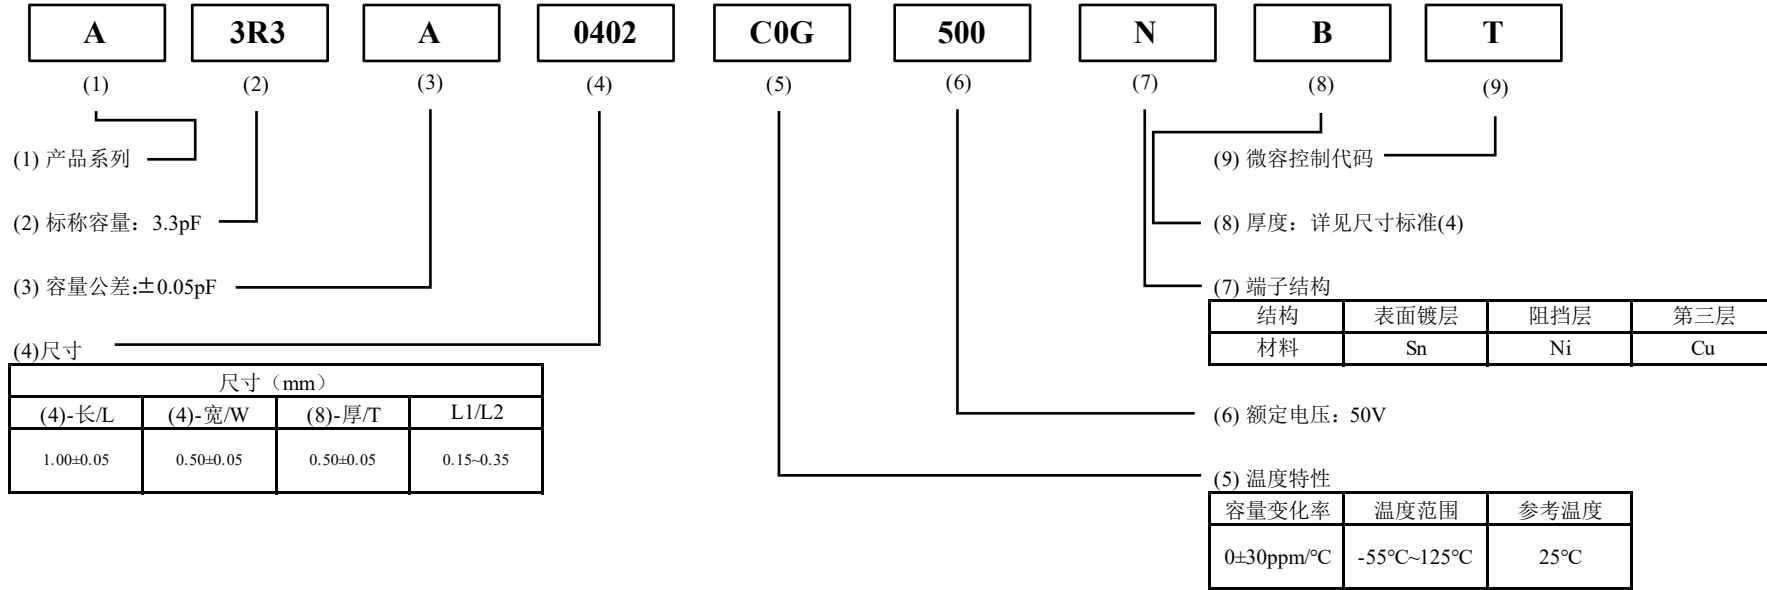 A 3R3 A 0402 C0G 500 N B T
(1) (2) (3) (4) (5) (6) (7) (8) (9)
(1) 产品系列
(9) 微容控制代码
(2) 标称容量：3.3pF
(8) 厚度：详见尺寸标准(4)
(3) 容量公差:±0.05pF
(7) 端子结构
结构 表面镀层 阻挡层 第三层
材料 Sn Ni Cu
(4)尺寸
尺寸（mm）
(4)-长/L (4)-宽/W (8)-厚/T L1/L2
1.00±0.05 0.50±0.05 0.50±0.05 0.15~0.35
(6) 额定电压：50V
(5) 温度特性
容量变化率 温度范围 参考温度
0±30ppm/℃ -55℃~125℃ 25℃